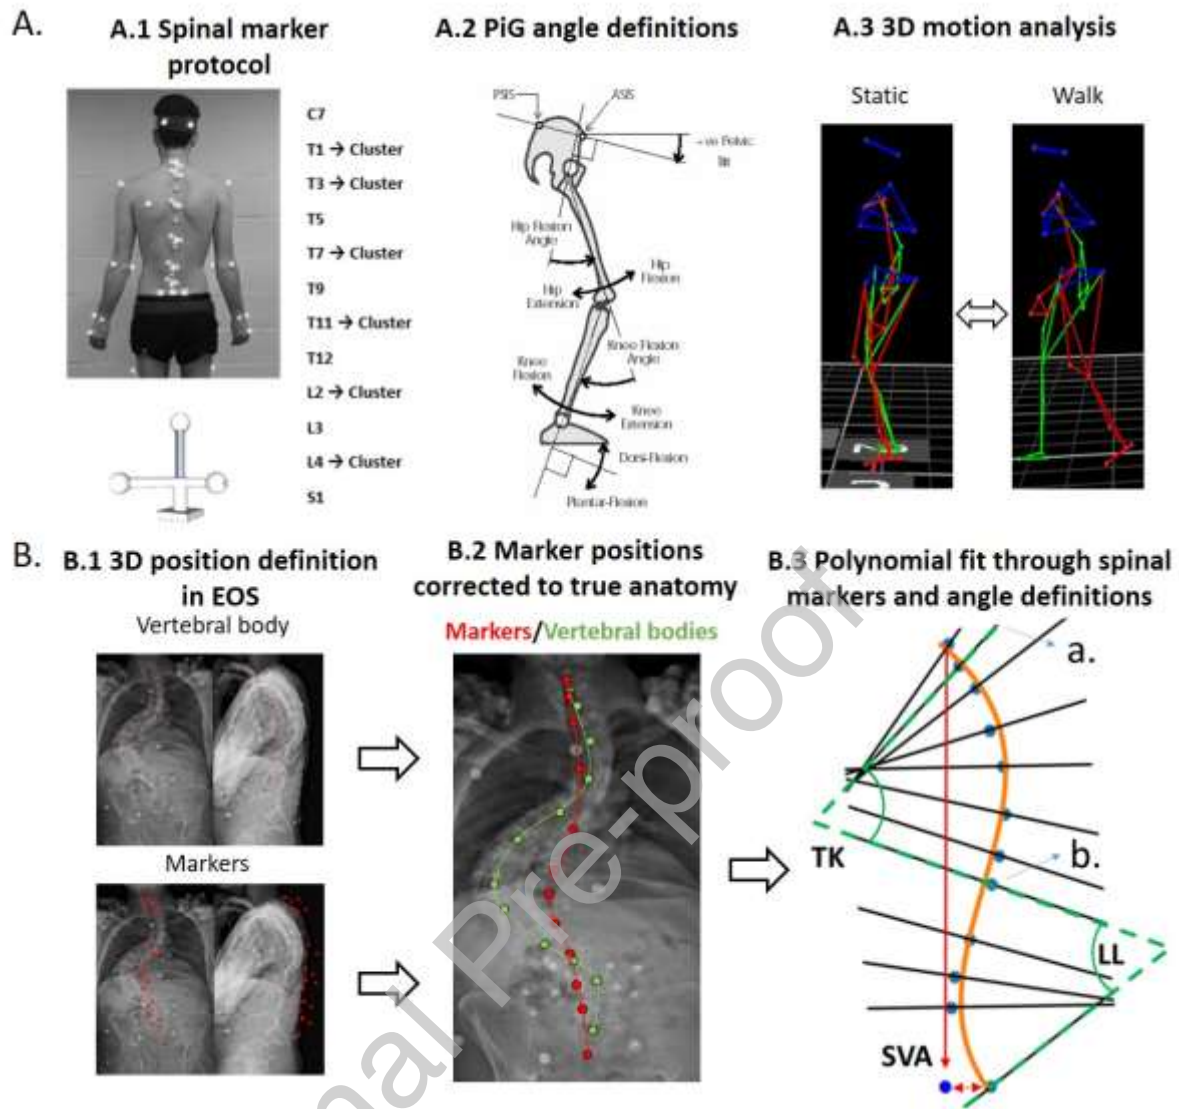 A.
A.1 Spinal marker
protocol
C7
T1 → Cluster
T3 → Cluster
T5
T7 → Cluster
T9
T11 → Cluster
T12
L2 → Cluster
L3
L4 → Cluster
S1
A.2 PiG angle definitions
PSIS
ASIS
+ve Pelvic
Tilt
Hip Flexion
Angle
Hip
Flexion
Hip
Extension
Knee Flexion
Angle
Knee
Flexion
Knee
Extension
Dorsi-Flexion
Plantar-Flexion
A.3 3D motion analysis
Static
Walk
B.
B.1 3D position definition
in EOS
Vertebral body
Markers
B.2 Marker positions
corrected to true anatomy
Markers/Vertebral bodies
B.3 Polynomial fit through spinal
markers and angle definitions
a.
b.
TK
LL
SVA
nal Pre-proof